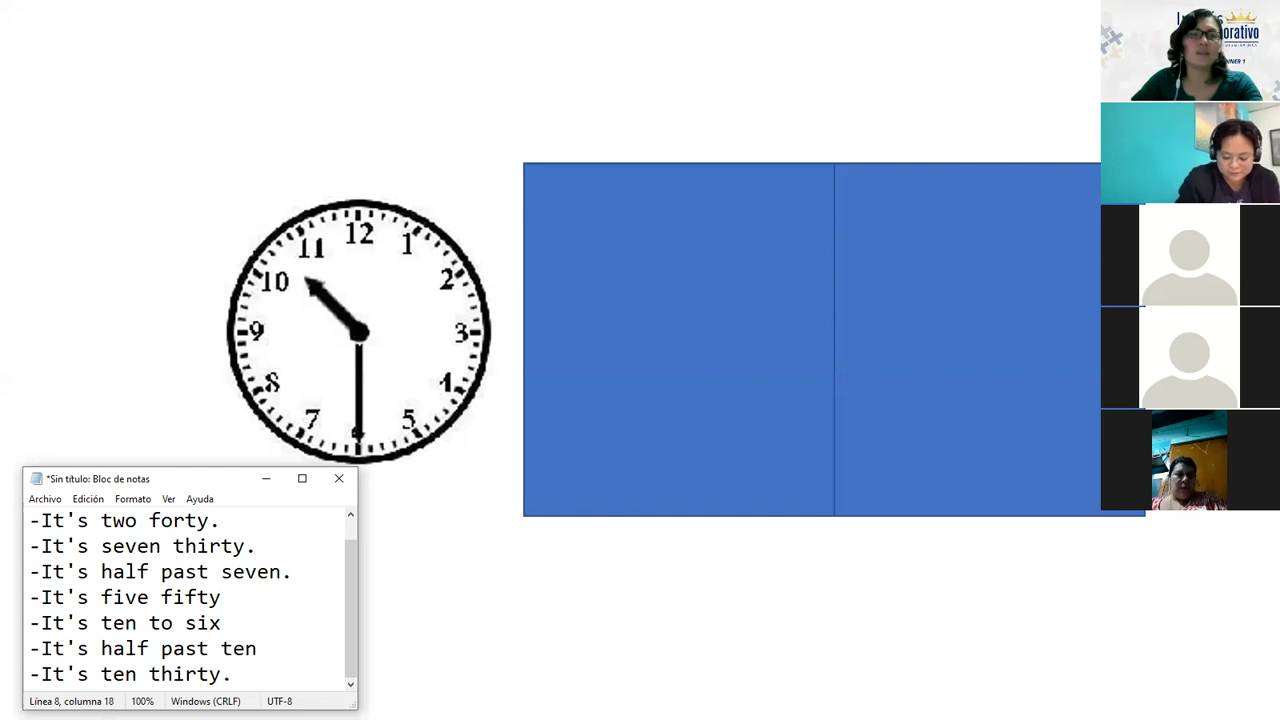 12
11
1
10
2
9
3
8
4
7
5
*Sin título: Bloc de notas
Archivo Edición Formato Ver Ayuda
-It's two forty.
-It's seven thirty.
-It's half past seven.
-It's five fifty
-It's ten to six
-It's half past ten
-It's ten thirty.
Línea 8, columna 18 100% Windows (CRLF) UTF-8